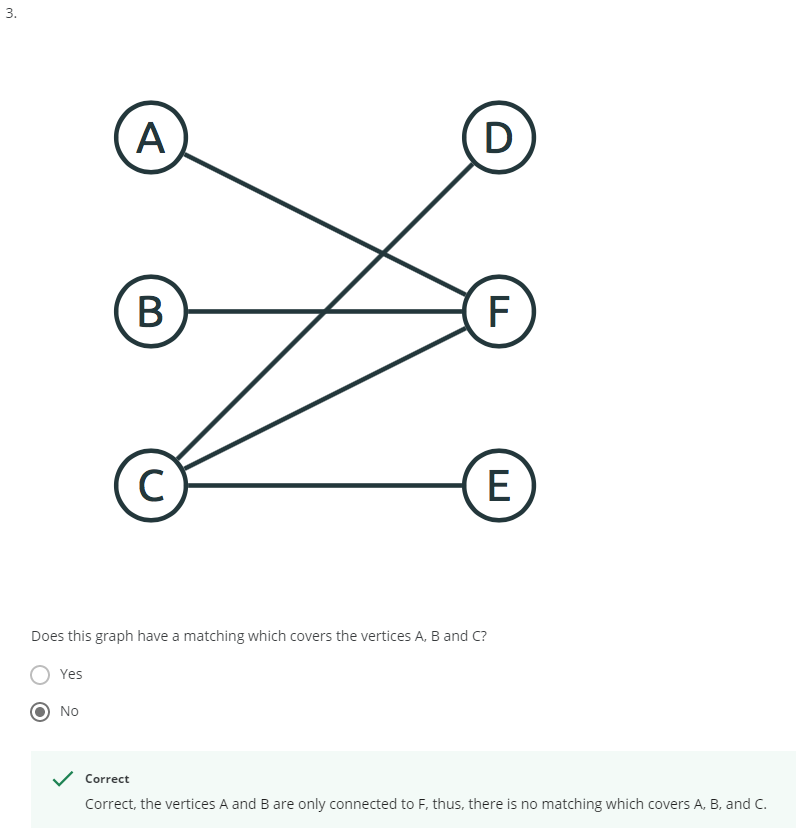 3.
A D
B F
C E
Does this graph have a matching which covers the vertices A, B and C?
Yes
No
Correct
Correct, the vertices A and B are only connected to F, thus, there is no matching which covers A, B, and C.